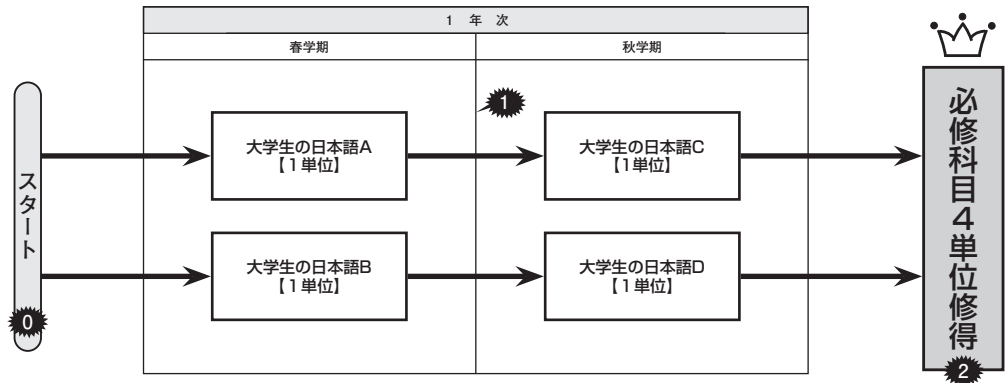 1 年 次
春学期
秋学期
スタート
0
大学生の日本語A
【1単位】
1
大学生の日本語C
【1単位】
大学生の日本語B
【1単位】
大学生の日本語D
【1単位】
必修科目4単位修得
2